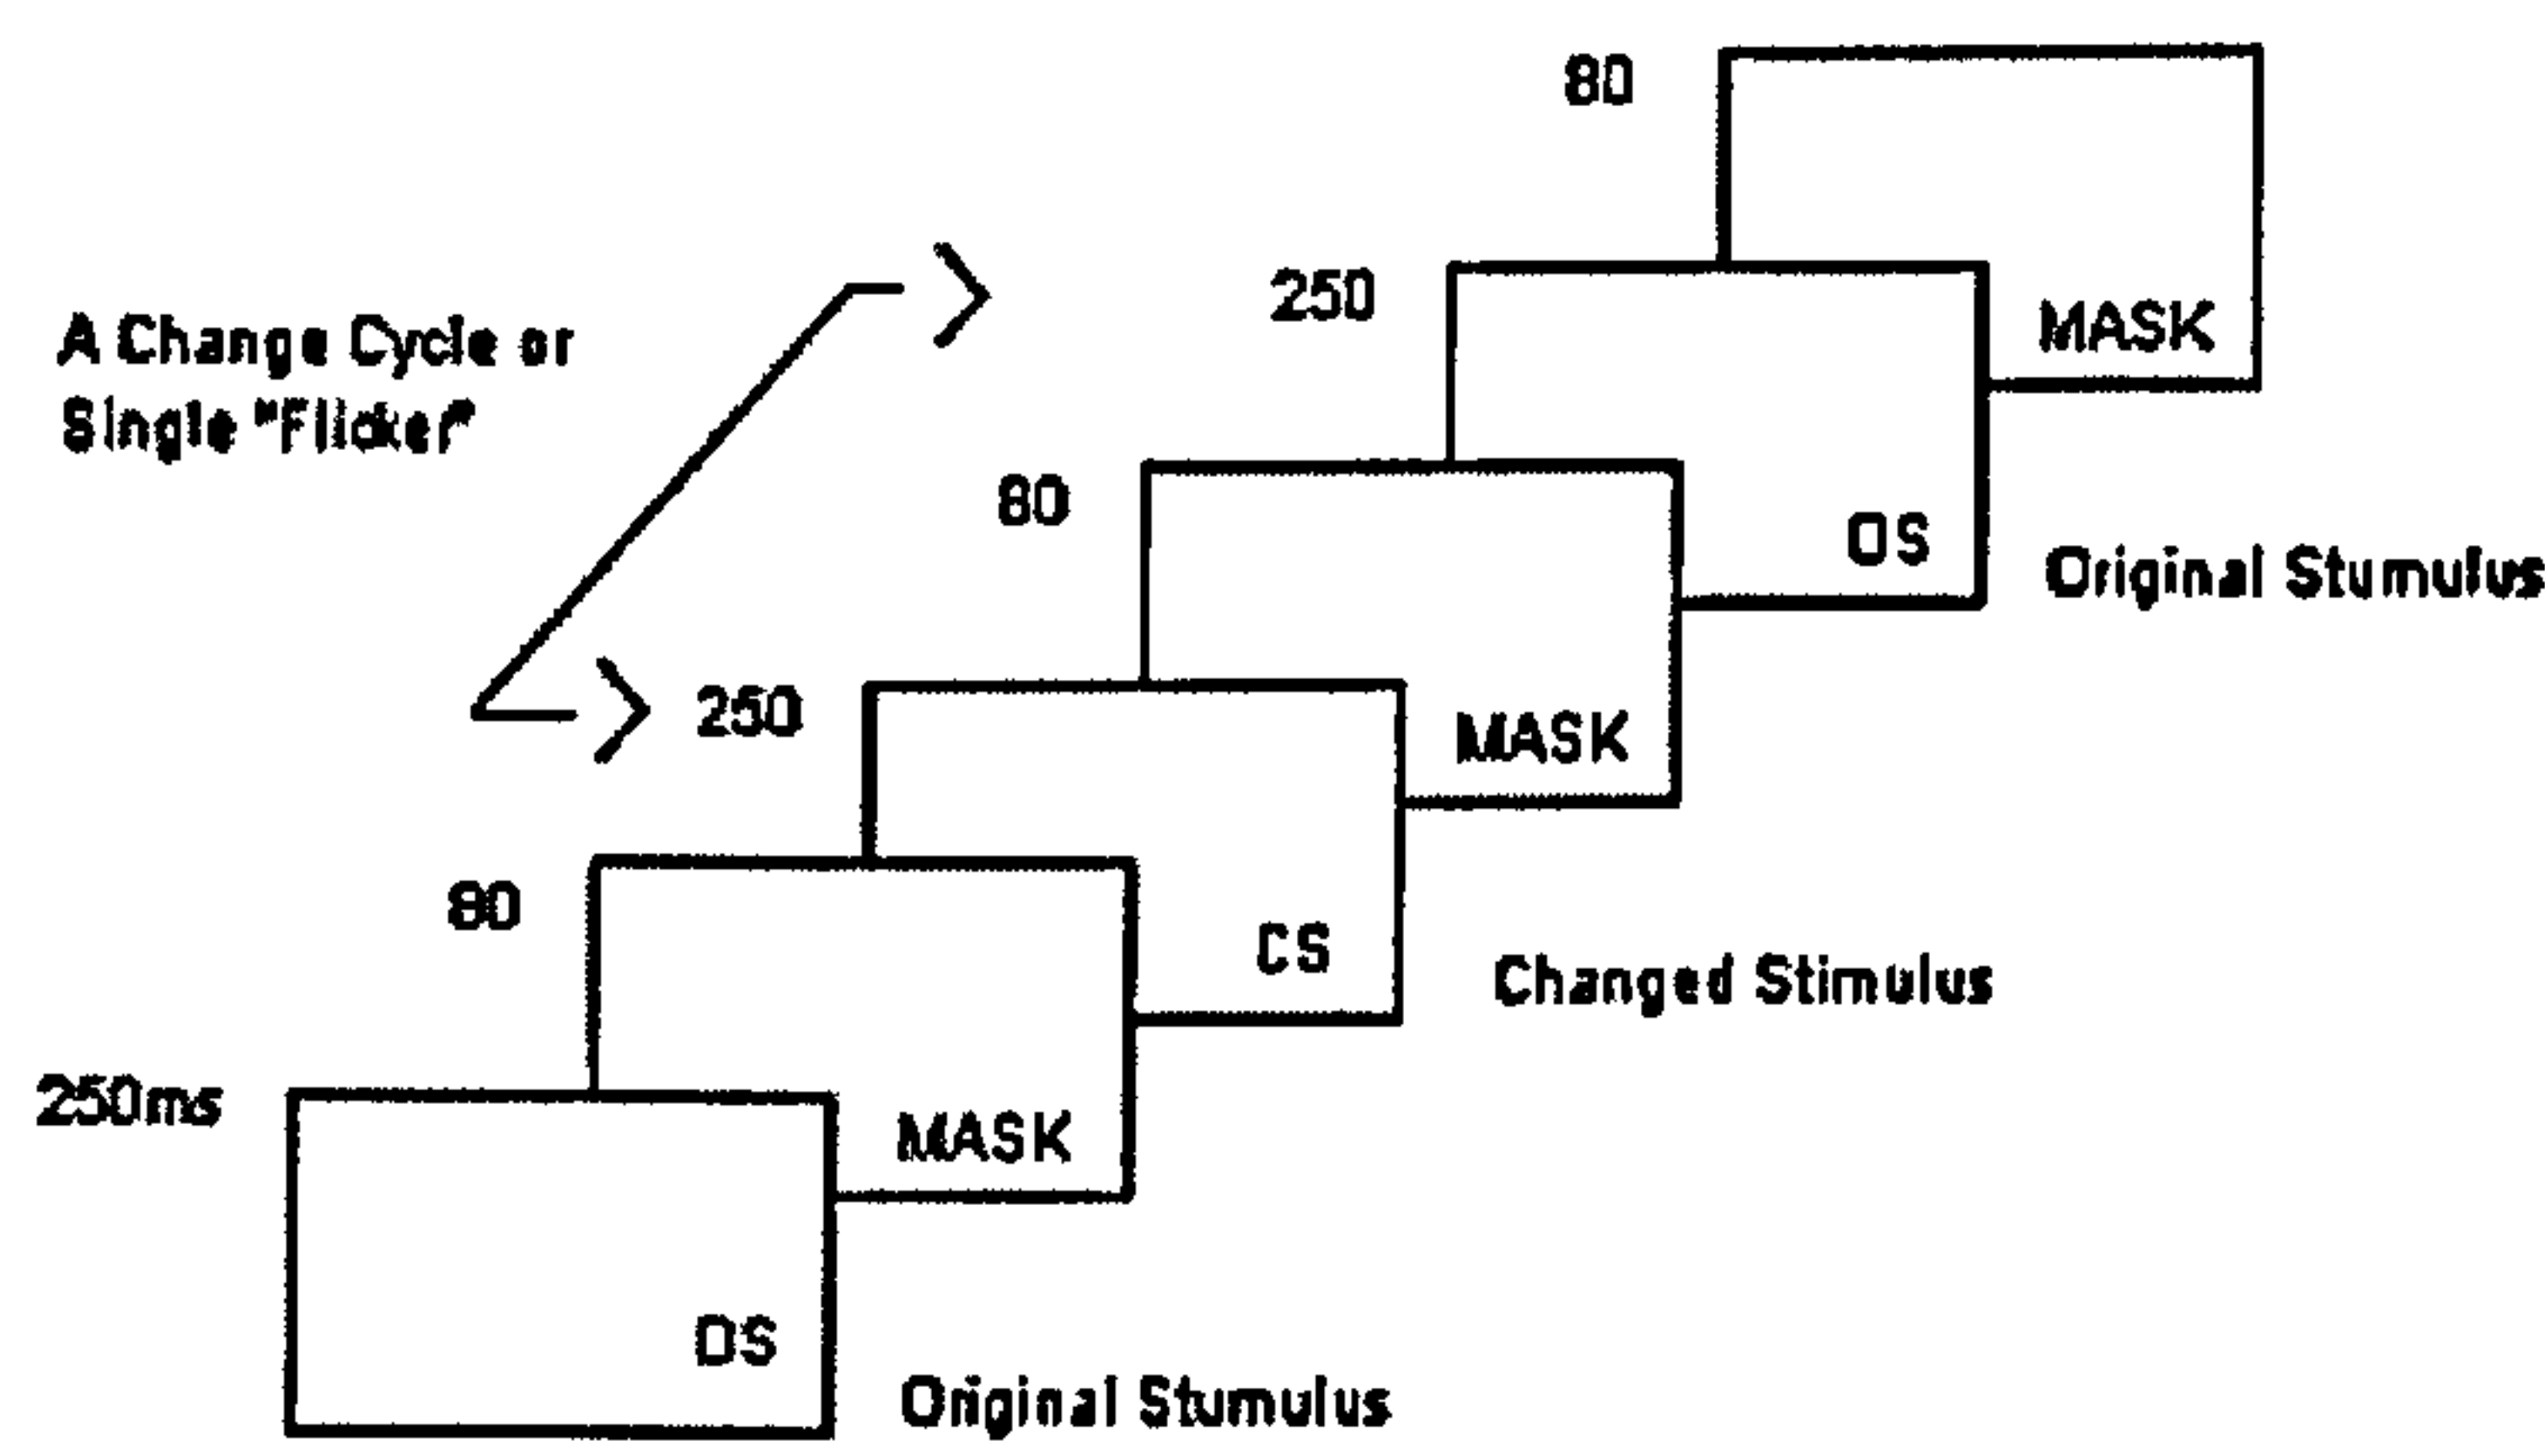 80
250
MASK
A Change Cycle or
Single "Flicker"
80
OS
Original Stumulus
250
MASK
80
CS
Changed Stimulus
250ms
MASK
OS
Original Stumulus